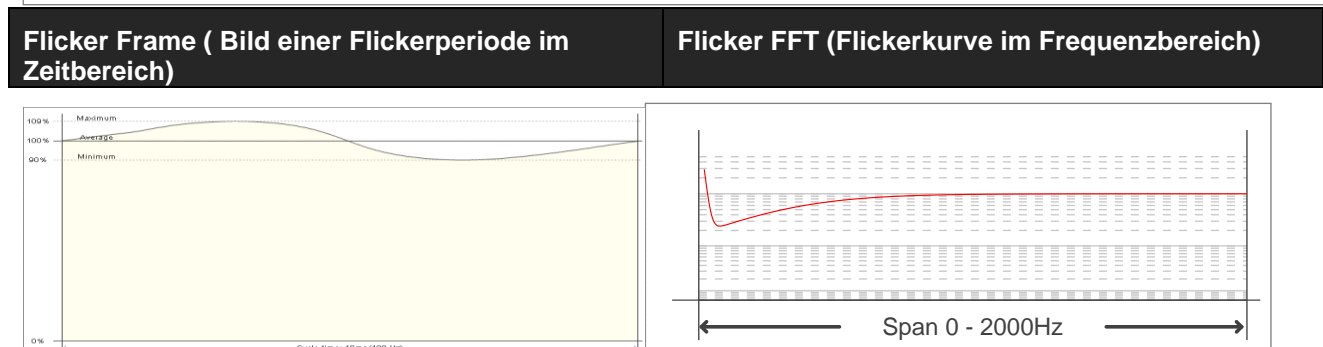 Flicker Frame ( Bild einer Flickerperiode im
Zeitbereich)
Flicker FFT (Flickerkurve im Frequenzbereich)
109% Maximum
100% Average
90% Minimum
0%
Span 0 - 2000Hz